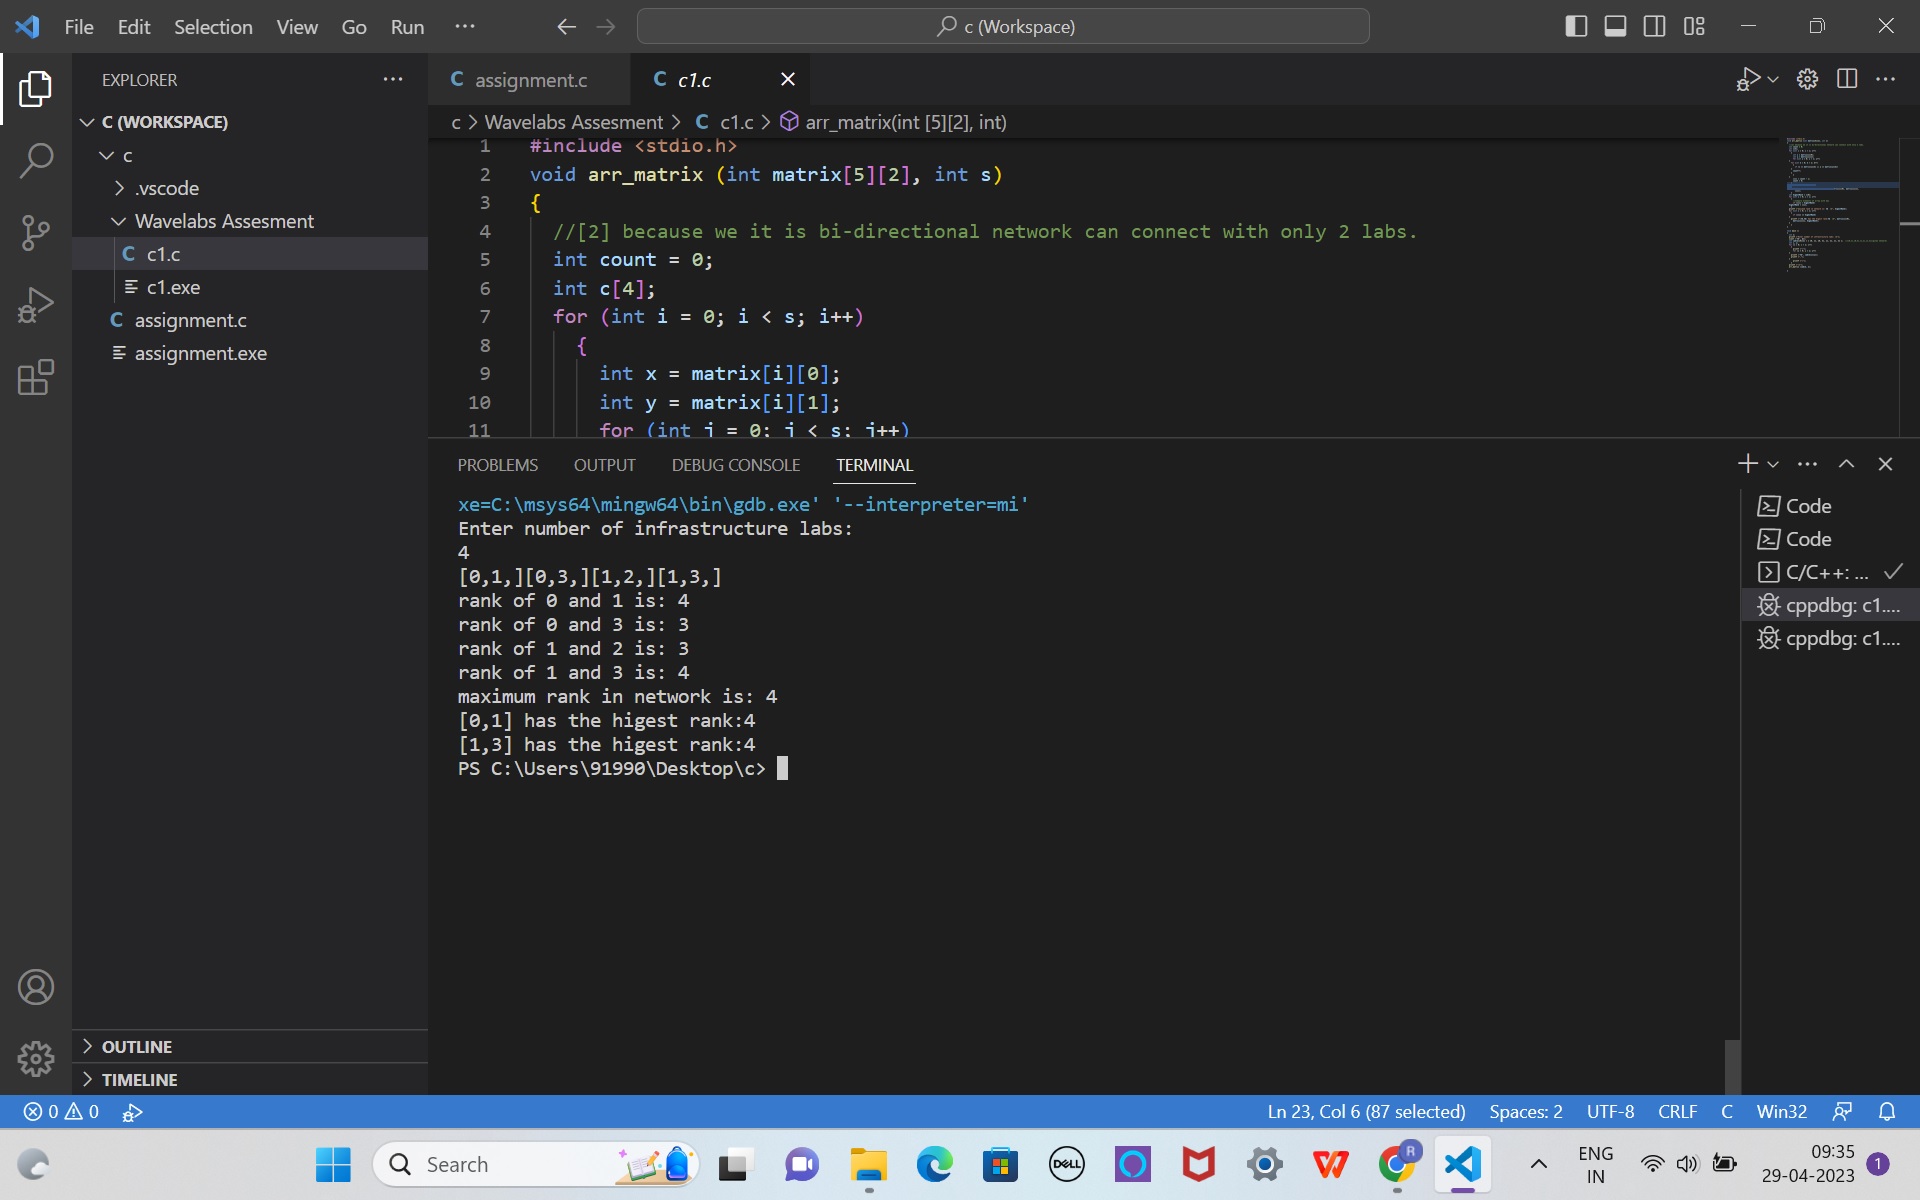 File Edit Selection View Go Run ···
c (Workspace)
EXPLORER
C (WORKSPACE)
c
.vscode
Wavelabs Assesment
C c1.c
c1.exe
C assignment.c
assignment.exe
OUTLINE
TIMELINE
C assignment.c
C c1.c
c > Wavelabs Assesment > C c1.c > arr_matrix(int [5][2], int)
1 #include <stdio.h>
2 void arr_matrix (int matrix[5][2], int s)
3 {
4 //[2] because we it is bi-directional network can connect with only 2 labs.
5 int count = 0;
6 int c[4];
7 for (int i = 0; i < s; i++)
8 {
9 int x = matrix[i][0];
10 int y = matrix[i][1];
11 for (int j = 0; j < s; j++)
PROBLEMS OUTPUT DEBUG CONSOLE TERMINAL
xe=C:\msys64\mingw64\bin\gdb.exe' '--interpreter=mi'
Enter number of infrastructure labs:
4
[0,1,][0,3,][1,2,][1,3,]
rank of 0 and 1 is: 4
rank of 0 and 3 is: 3
rank of 1 and 2 is: 3
rank of 1 and 3 is: 4
maximum rank in network is: 4
[0,1] has the higest rank:4
[1,3] has the higest rank:4
PS C:\Users\91990\Desktop\c>
Code
Code
C/C++: ...
cppdbg: c1....
cppdbg: c1....
0 0
Ln 23, Col 6 (87 selected) Spaces: 2 UTF-8 CRLF C Win32
Search
DELL
R
ENG
IN
09:35
29-04-2023
1